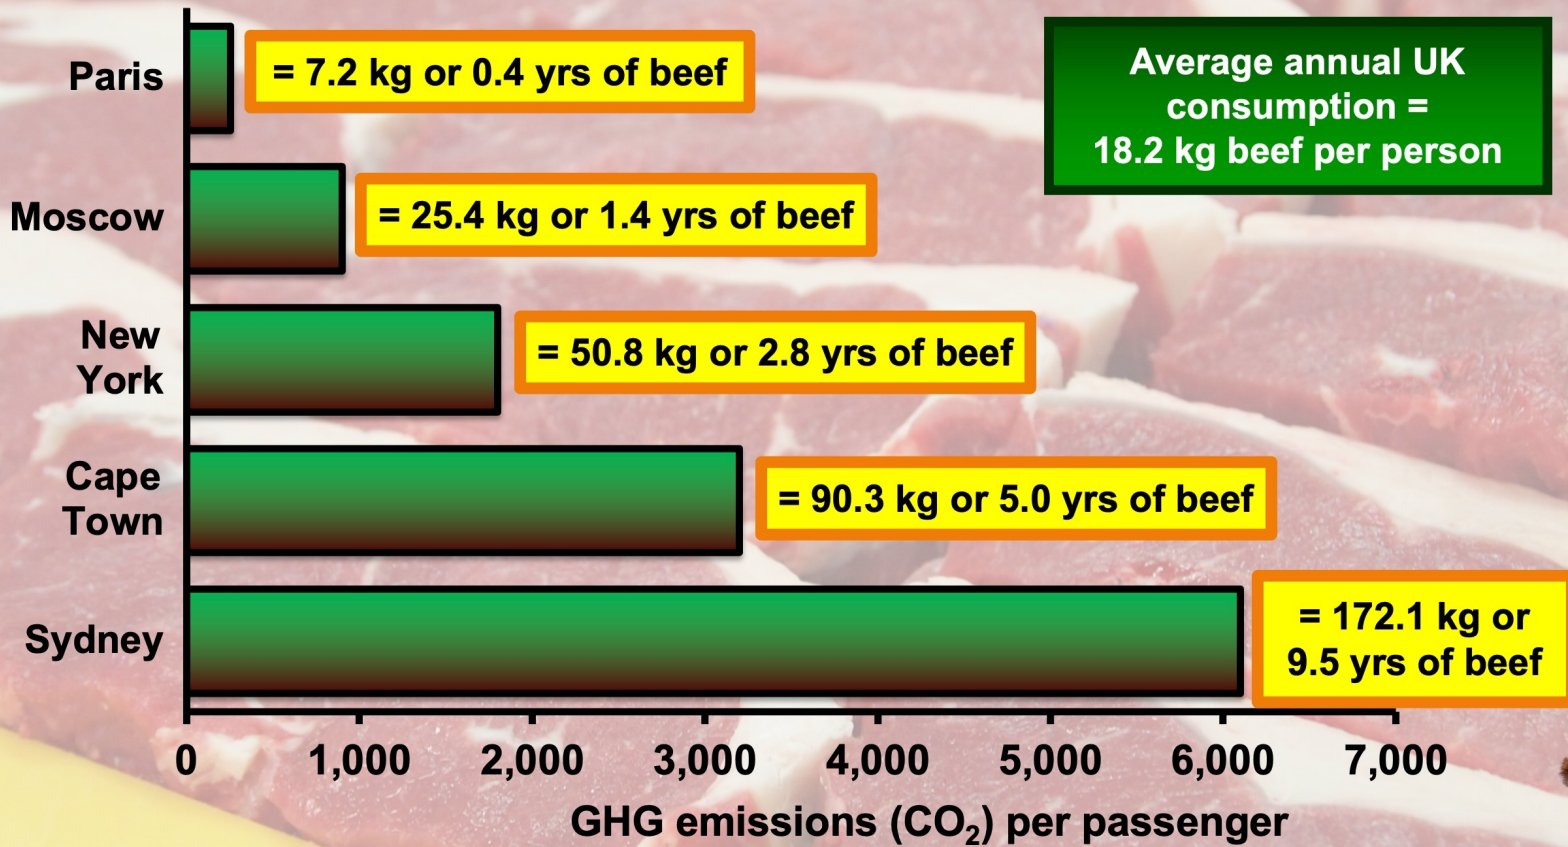 Paris
= 7.2 kg or 0.4 yrs of beef
Average annual UK
consumption =
18.2 kg beef per person
Moscow
= 25.4 kg or 1.4 yrs of beef
New
York
= 50.8 kg or 2.8 yrs of beef
Cape
Town
= 90.3 kg or 5.0 yrs of beef
Sydney
= 172.1 kg or
9.5 yrs of beef
0 1,000 2,000 3,000 4,000 5,000 6,000 7,000
GHG emissions (CO₂) per passenger